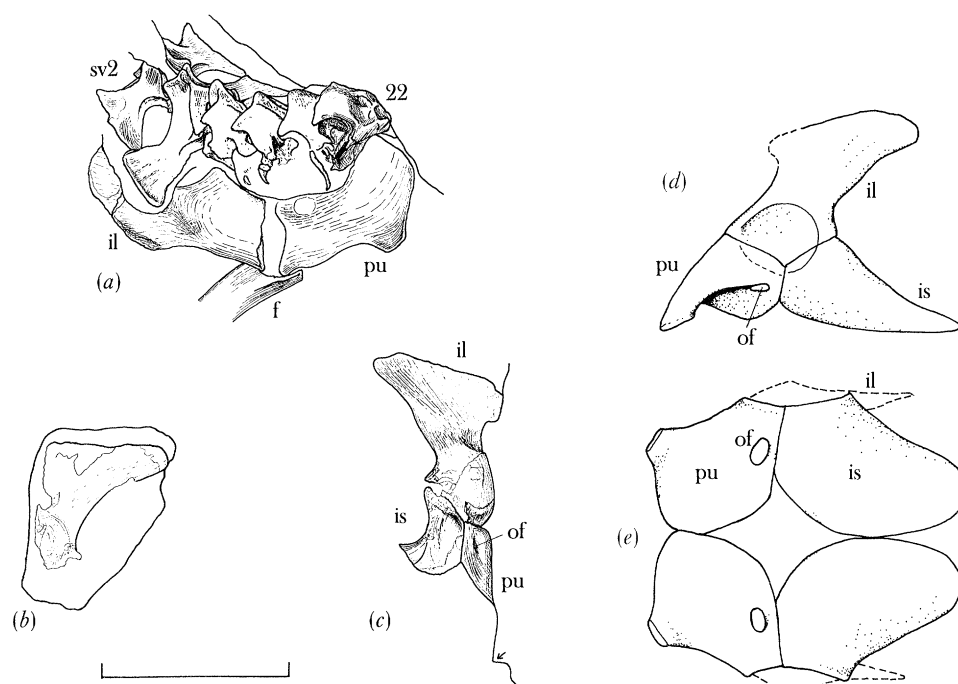 sv2
22
il
pu
(a)
f
(d)
il
pu
is
of
il
of
pu
is
(e)
(b)
il
is
of
pu
(c)